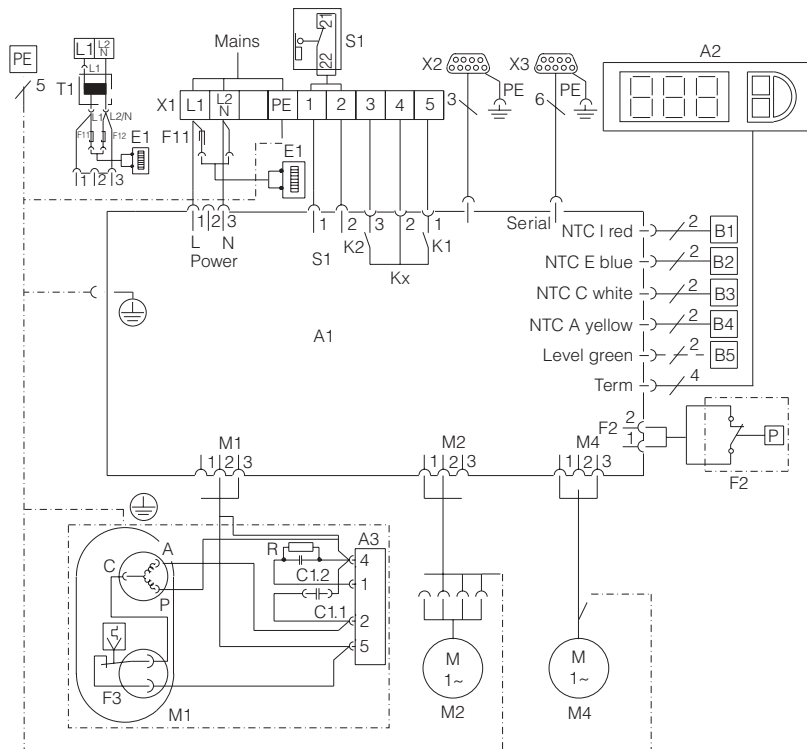 PE
5
L1 L2 N
L1
T1
L1 L2/N
F11 F12
E1
1 2 3
Mains
S1
21
22
X1 L1 L2 N PE 1 2 3 4 5
F11
E1
X2
PE
3
X3
PE
6
A2
1 2 3
L N
Power
1 2
S1
3 2 1
K2 K1
Kx
Serial
NTC I red 2 B1
NTC E blue 2 B2
NTC C white 2 B3
NTC A yellow 2 B4
Level green 2 B5
Term 4
A1
F2 2
1
P
F2
M1
1 2 3
M2
1 2 3
M4
1 2 3
A3
R
4
C1.2
1
C1.1
2
5
A
C
P
F3
M1
M
1~
M2
M
1~
M4